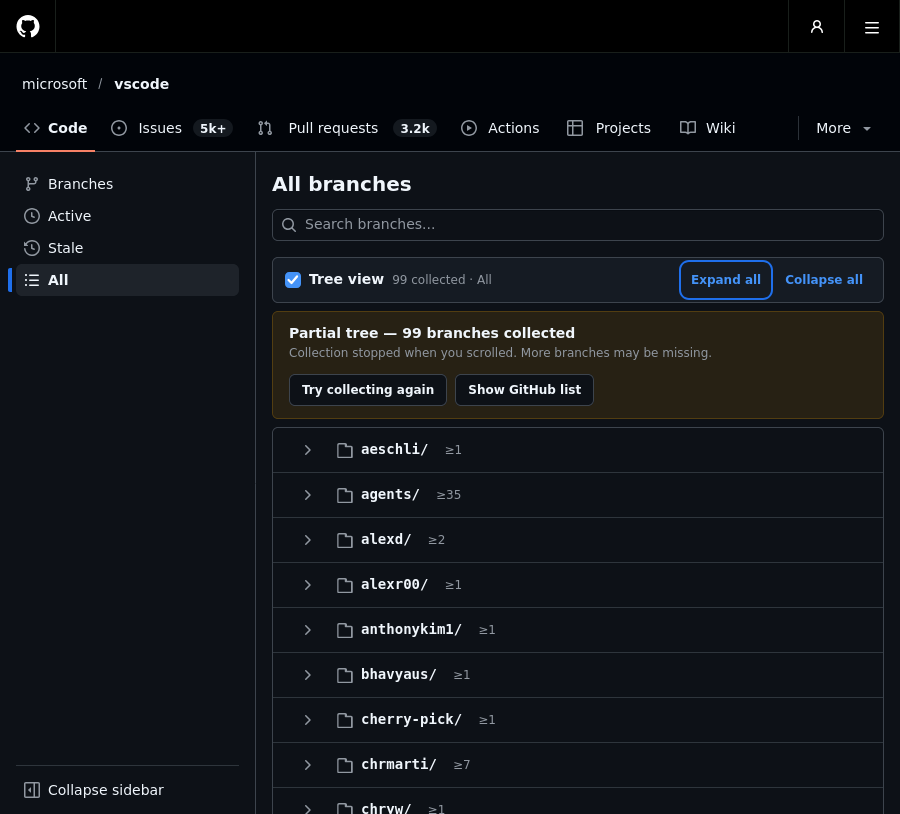 microsoft / vscode
Code Issues 5k+ Pull requests 3.2k Actions Projects Wiki More
Branches
Active
Stale
All
Collapse sidebar
All branches
Search branches...
Tree view 99 collected · All Expand all Collapse all
Partial tree — 99 branches collected
Collection stopped when you scrolled. More branches may be missing.
Try collecting again Show GitHub list
aeschli/ ≥1
agents/ ≥35
alexd/ ≥2
alexr00/ ≥1
anthonykim1/ ≥1
bhavyaus/ ≥1
cherry-pick/ ≥1
chrmarti/ ≥7
chryw/ ≥1